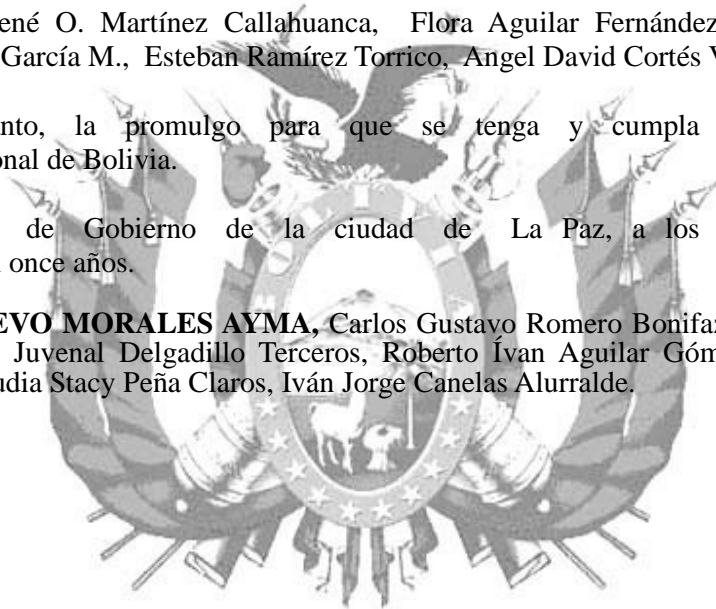 ené O. Martínez Callahuanca, Flora Aguilar Fernández
García M., Esteban Ramírez Torrico, Angel David Cortés V
nto, la promulgo para que se tenga y cumpla
onal de Bolivia.
de Gobierno de la ciudad de La Paz, a los
once años.
EVO MORALES AYMA, Carlos Gustavo Romero Bonifaz
Juvenal Delgadillo Terceros, Roberto Ívan Aguilar Góm
udia Stacy Peña Claros, Iván Jorge Canelas Alurralde.